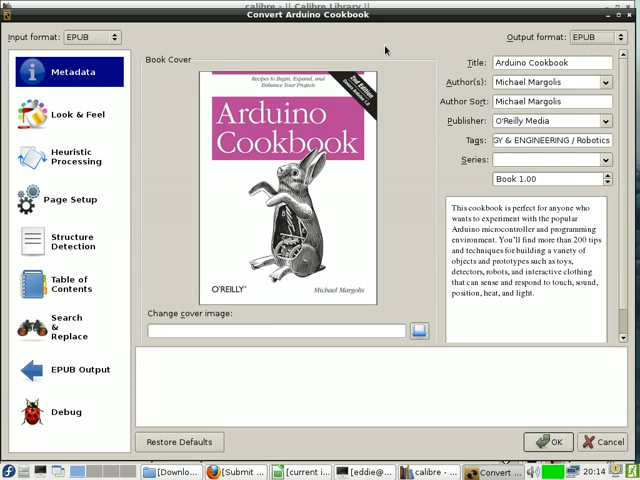 calibre - || Calibre Library ||
Convert Arduino Cookbook
Input format: EPUB
Output format: EPUB
Metadata
Look & Feel
Heuristic
Processing
Page Setup
Structure
Detection
Table of
Contents
Search
&
Replace
EPUB Output
Debug
Book Cover
Recipes to Begin, Expand, and
Enhance Your Projects
2nd Edition
Arduino
Cookbook
O'REILLY®
Michael Margolis
Change cover image:
Title: Arduino Cookbook
Author(s): Michael Margolis
Author Sort: Michael Margolis
Publisher: O'Reilly Media
Tags: GY & ENGINEERING / Robotics
Series:
Book 1.00
This cookbook is perfect for anyone who
wants to experiment with the popular
Arduino microcontroller and programming
environment. You'll find more than 200 tips
and techniques for building a variety of
objects and prototypes such as toys,
detectors, robots, and interactive clothing
that can sense and respond to touch, sound,
position, heat, and light.
Restore Defaults
OK
Cancel
[Downlo...
[Submit ...
[current i...
[eddie@...
calibre - ...
Convert ...
20:14